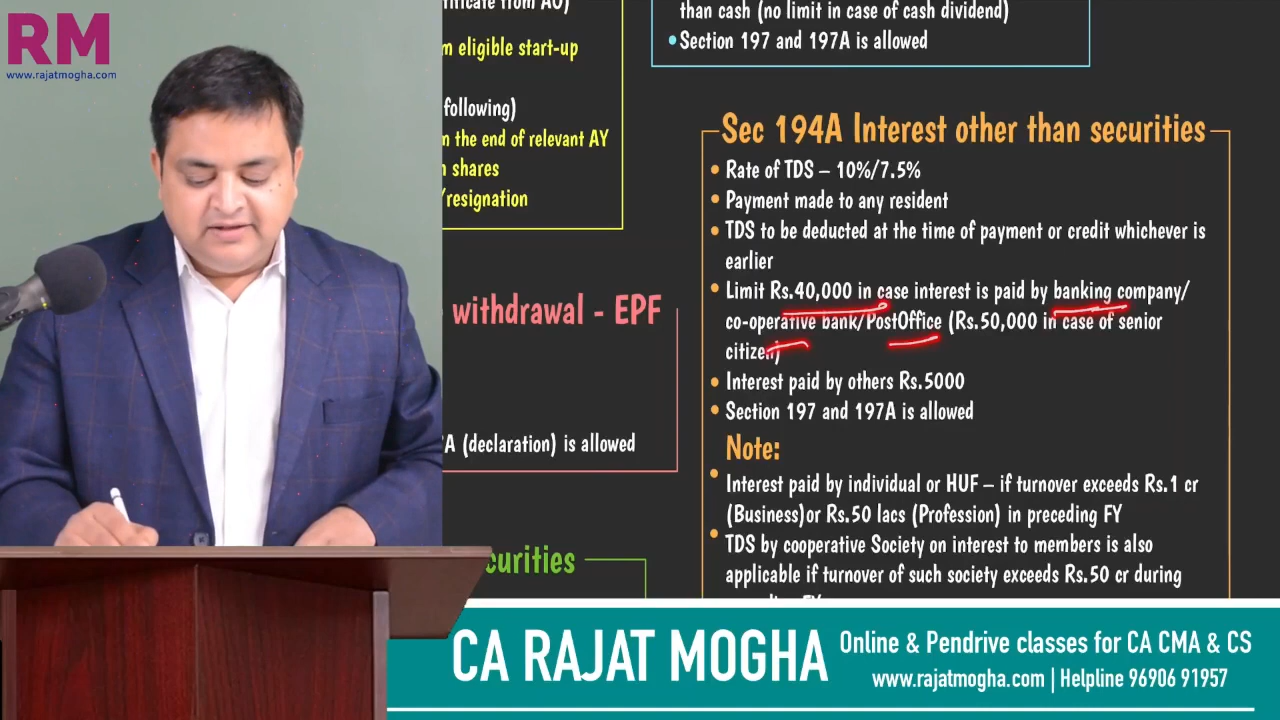 RM
www.rajatmogha.com
tificate from AO)
m eligible start-up
following)
n the end of relevant AY
n shares
/resignation
than cash (no limit in case of cash dividend)
•Section 197 and 197A is allowed
withdrawal - EPF
A (declaration) is allowed
curities
Sec 194A Interest other than securities
• Rate of TDS – 10%/7.5%
• Payment made to any resident
• TDS to be deducted at the time of payment or credit whichever is
earlier
• Limit Rs.40,000 in case interest is paid by banking company/
co-operative bank/PostOffice (Rs.50,000 in case of senior
citizen)
• Interest paid by others Rs.5000
• Section 197 and 197A is allowed
Note:
• Interest paid by individual or HUF – if turnover exceeds Rs.1 cr
(Business)or Rs.50 lacs (Profession) in preceding FY
• TDS by cooperative Society on interest to members is also
applicable if turnover of such society exceeds Rs.50 cr during
CA RAJAT MOGHA
Online & Pendrive classes for CA CMA & CS
www.rajatmogha.com | Helpline 96906 91957